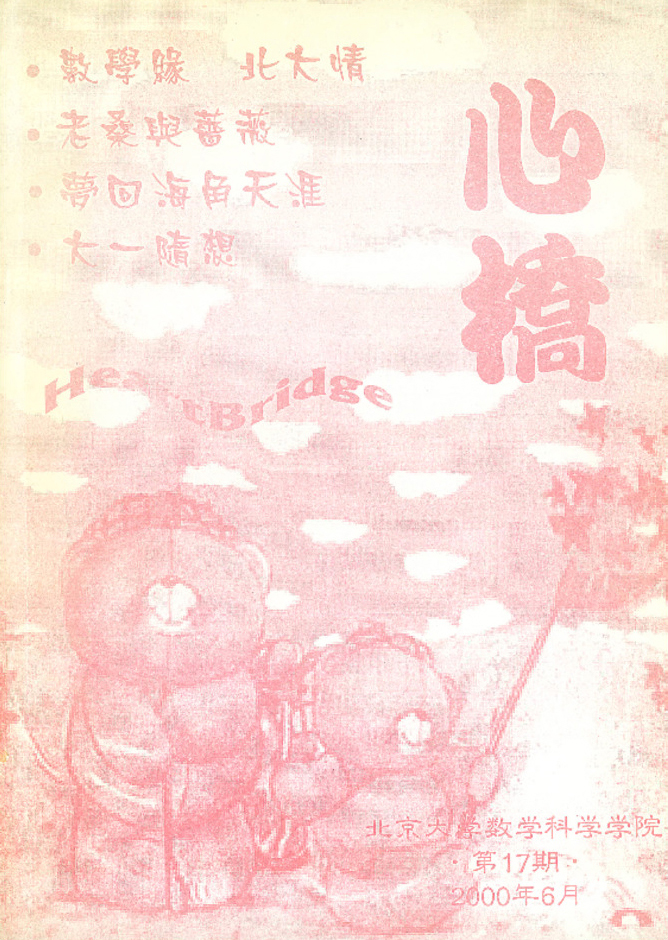 · 數學緣 北大情
· 老桑與薔薇
· 夢回海角天涯
· 大一隨想
心橋
HeartBridge
北京大学数学科学学院
·第17期·
2000年6月